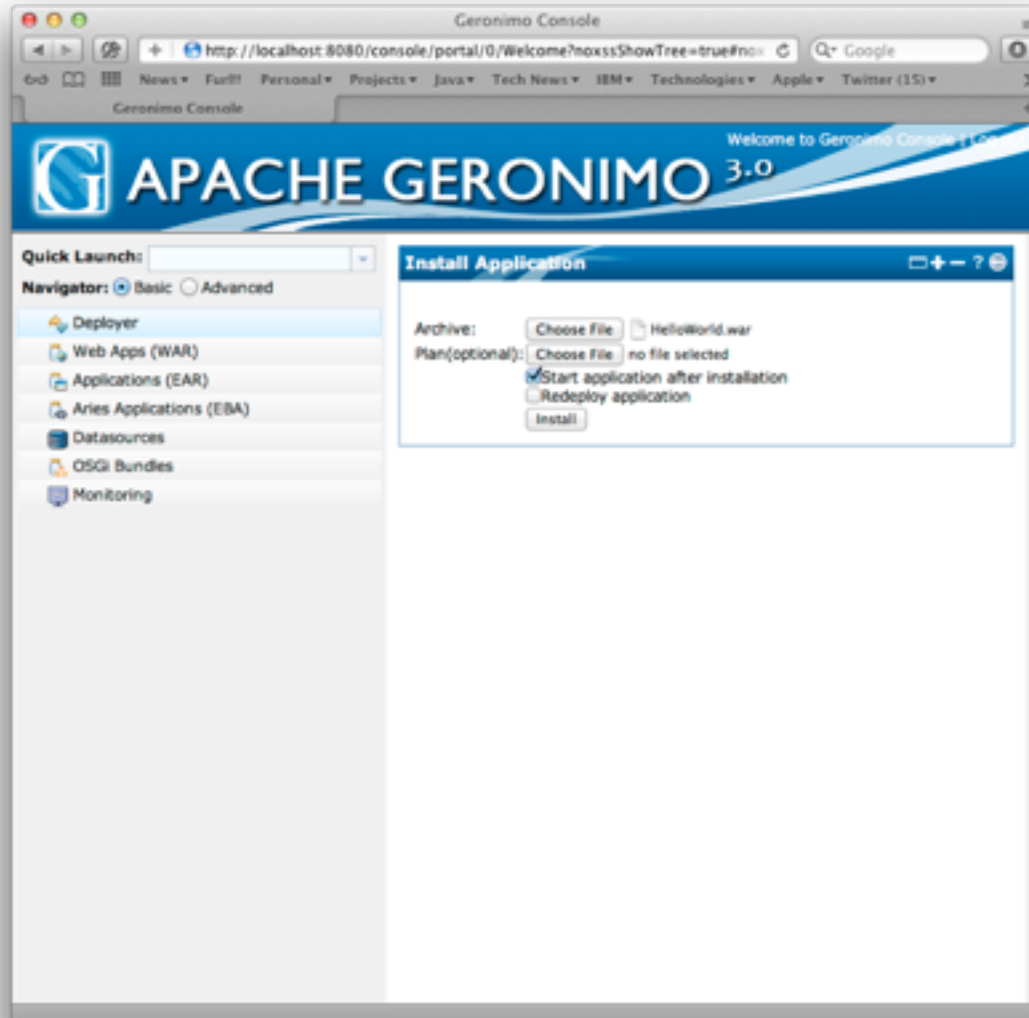 Geronimo Console
http://localhost:8080/console/portal/0/Welcome?noxssShowTree=true#nox
Google
News Furl!! Personal Projects Java Tech News IBM Technologies Apple Twitter (15)
Geronimo Console
Welcome to Geronimo Console |
APACHE GERONIMO 3.0
Quick Launch:
Navigator: Basic Advanced
Deployer
Web Apps (WAR)
Applications (EAR)
Aries Applications (EBA)
Datasources
OSGi Bundles
Monitoring
Install Application
Archive: Choose File HelloWorld.war
Plan(optional): Choose File no file selected
Start application after installation
Redeploy application
Install